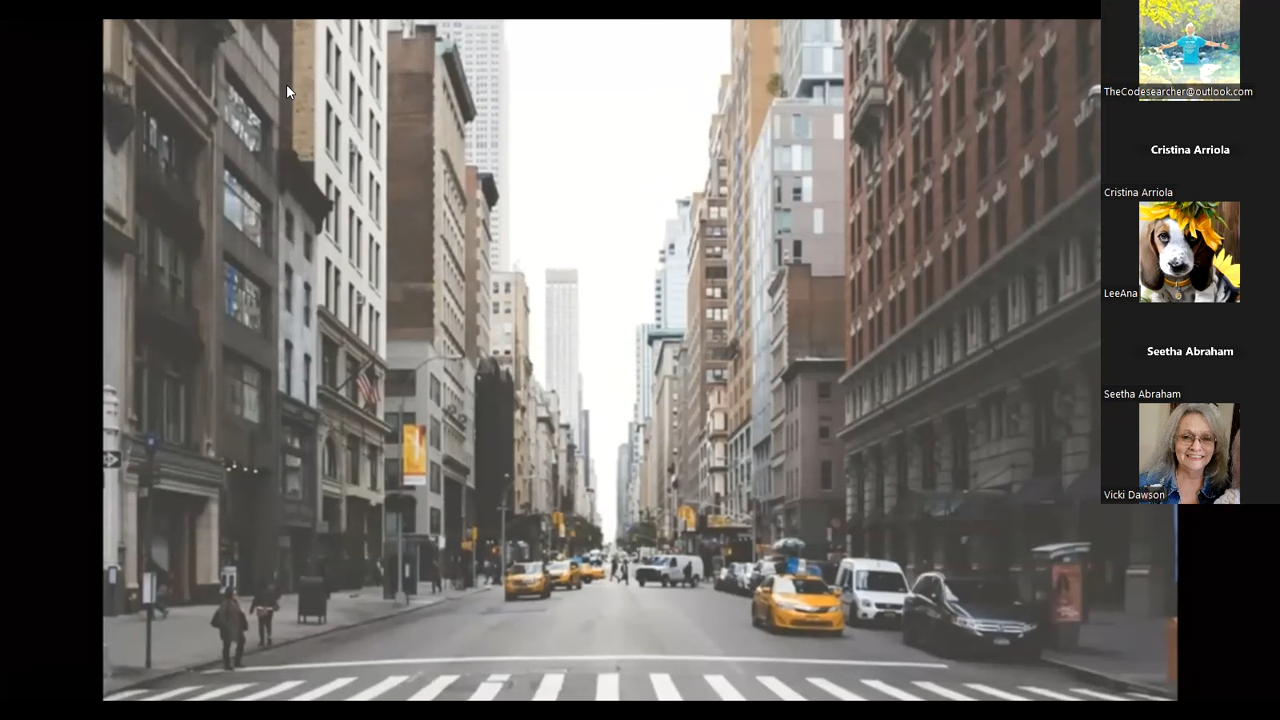 TheCodesearcher@outlook.com
Cristina Arriola
Cristina Arriola
LeeAna
Seetha Abraham
Seetha Abraham
Vicki Dawson